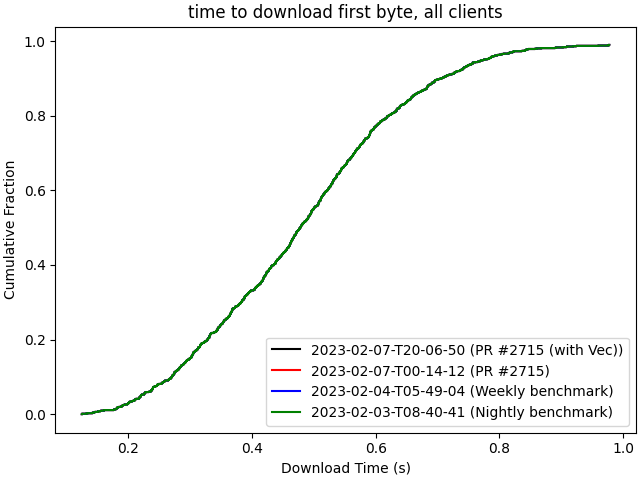 time to download first byte, all clients
1.0
0.8
0.6
0.4
0.2
0.0
Cumulative Fraction
2023-02-07-T20-06-50 (PR #2715 (with Vec))
2023-02-07-T00-14-12 (PR #2715)
2023-02-04-T05-49-04 (Weekly benchmark)
2023-02-03-T08-40-41 (Nightly benchmark)
0.2 0.4 0.6 0.8 1.0
Download Time (s)